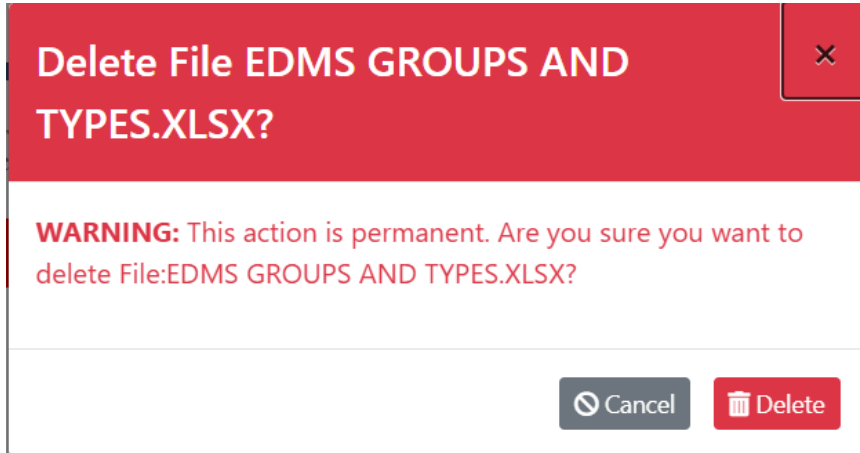 Delete File EDMS GROUPS AND
TYPES.XLSX?
×
WARNING: This action is permanent. Are you sure you want to
delete File:EDMS GROUPS AND TYPES.XLSX?
Cancel
Delete